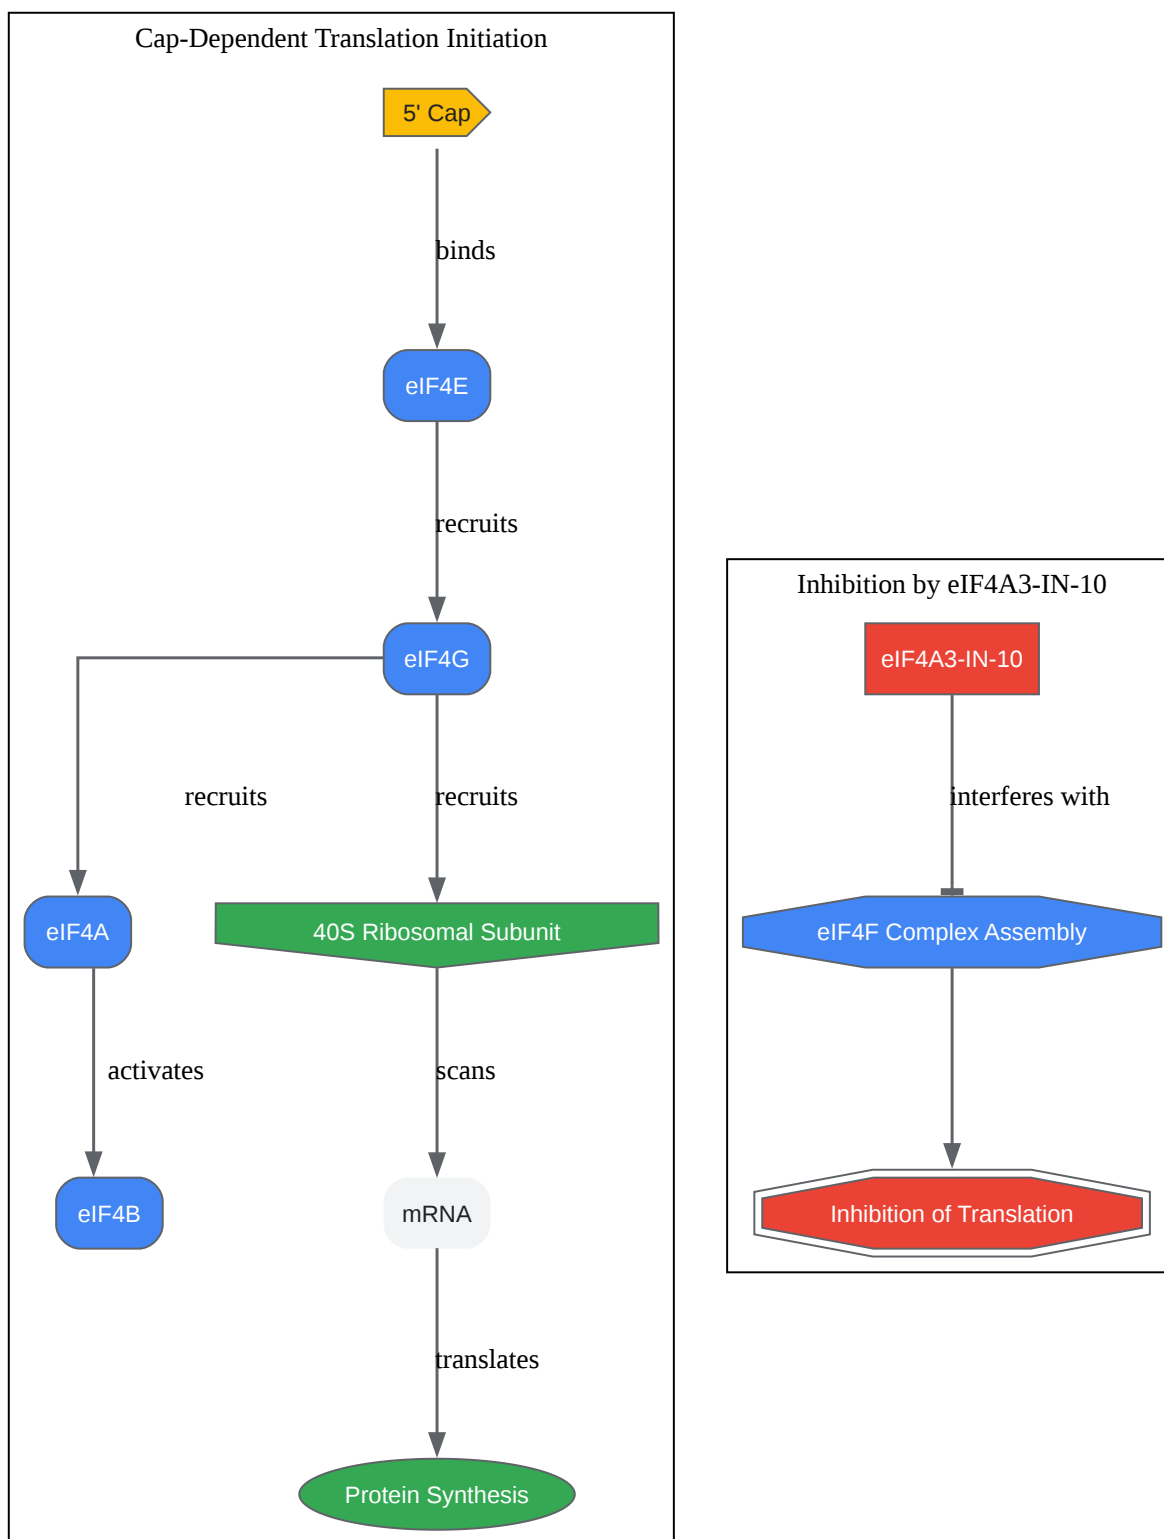 Cap-Dependent Translation Initiation
5' Cap
binds
eIF4E
recruits
eIF4G
recruits
recruits
eIF4A
40S Ribosomal Subunit
activates
scans
eIF4B
mRNA
translates
Protein Synthesis
Inhibition by eIF4A3-IN-10
eIF4A3-IN-10
interferes with
eIF4F Complex Assembly
Inhibition of Translation